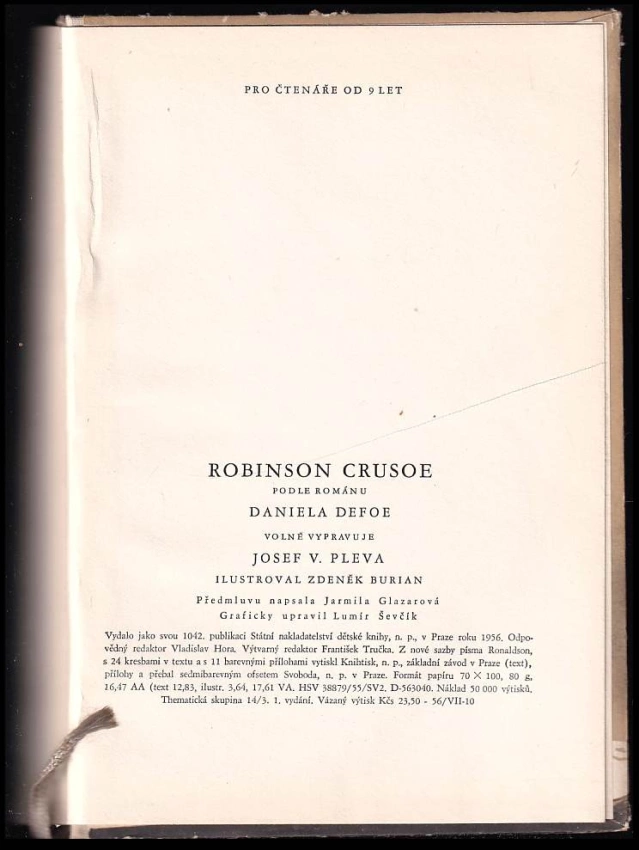 PRO ČTENÁŘE OD 9 LET
ROBINSON CRUSOE
PODLE ROMÁNU
DANIELA DEFOE
VOLNĚ VYPRAVUJE
JOSEF V. PLEVA
ILUSTROVAL ZDENĚK BURIAN
Předmluvu napsala Jarmila Glazarová
Graficky upravil Lumír Ševčík
Vydalo jako svou 1042. publikaci Státní nakladatelství dětské knihy, n. p., v Praze roku 1956. Odpo-
vědný redaktor Vladislav Hora. Výtvarný redaktor František Tručka. Z nové sazby písma Ronaldson,
s 24 kresbami v textu a s 11 barevnými přílohami vytiskl Knihtisk, n. p., základní závod v Praze (text),
přílohy a přebal sedmibarevným ofsetem Svoboda, n. p. v Praze. Formát papíru 70 × 100, 80 g,
16,47 AA (text 12,83, ilustr. 3,64, 17,61 VA. HSV 38879/55/SV2. D-563040. Náklad 50 000 výtisků.
Thematická skupina 14/3. 1. vydání. Vázaný výtisk Kčs 23,50 - 56/VII-10